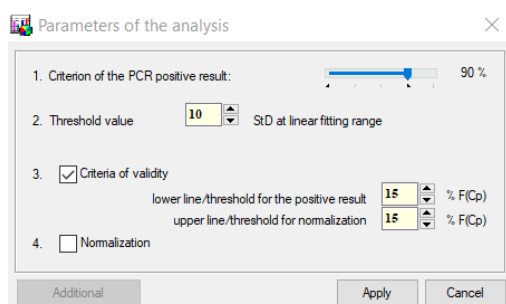 Parameters of the analysis
1. Criterion of the PCR positive result: 90 %
2. Threshold value 10 StD at linear fitting range
3. Criteria of validity
lower line/threshold for the positive result 15 % F(Cp)
upper line/threshold for normalization 15 % F(Cp)
4. Normalization
Additional Apply Cancel